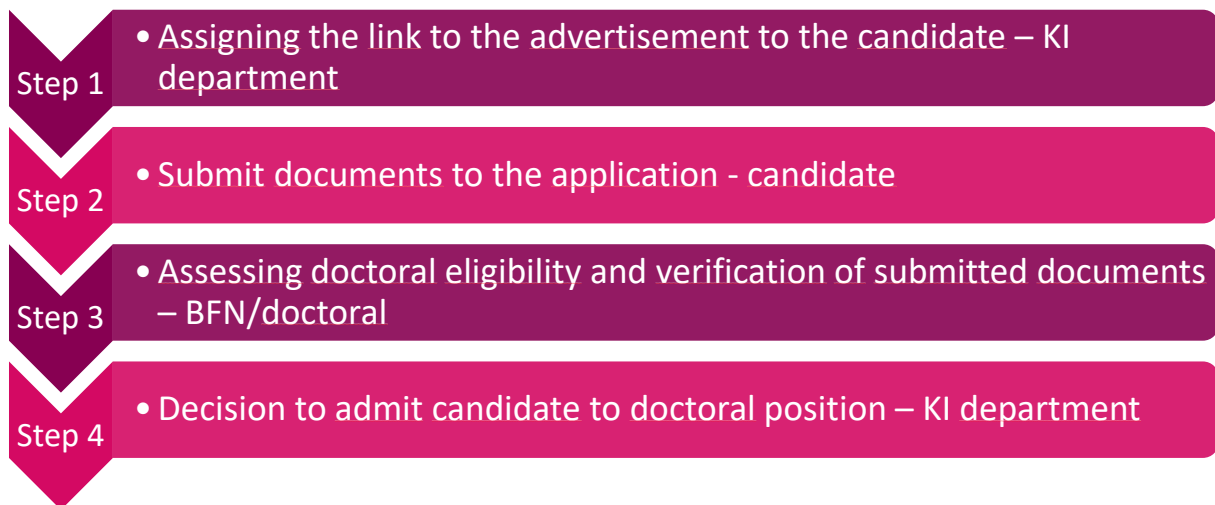 Step 1
• Assigning the link to the advertisement to the candidate – KI
department
Step 2
• Submit documents to the application - candidate
Step 3
• Assessing doctoral eligibility and verification of submitted documents
– BFN/doctoral
Step 4
• Decision to admit candidate to doctoral position – KI department